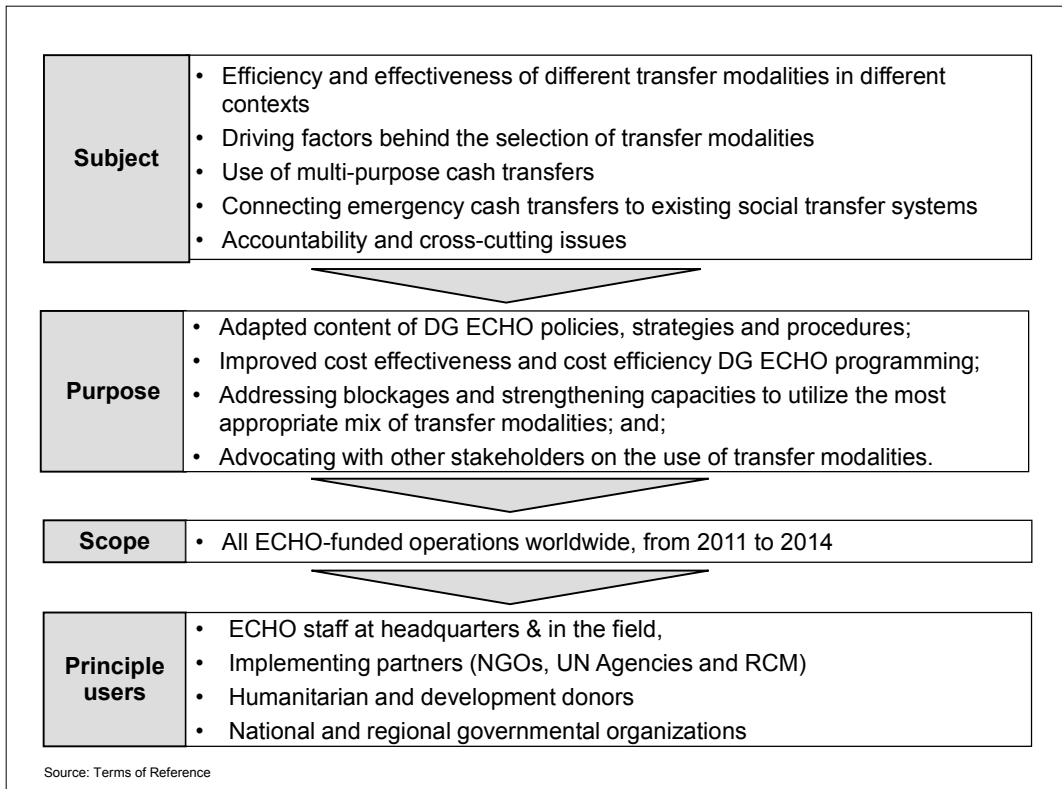 Subject
• Efficiency and effectiveness of different transfer modalities in different
contexts
• Driving factors behind the selection of transfer modalities
• Use of multi-purpose cash transfers
• Connecting emergency cash transfers to existing social transfer systems
• Accountability and cross-cutting issues
Purpose
• Adapted content of DG ECHO policies, strategies and procedures;
• Improved cost effectiveness and cost efficiency DG ECHO programming;
• Addressing blockages and strengthening capacities to utilize the most
appropriate mix of transfer modalities; and;
• Advocating with other stakeholders on the use of transfer modalities.
Scope
• All ECHO-funded operations worldwide, from 2011 to 2014
Principle
users
• ECHO staff at headquarters & in the field,
• Implementing partners (NGOs, UN Agencies and RCM)
• Humanitarian and development donors
• National and regional governmental organizations
Source: Terms of Reference